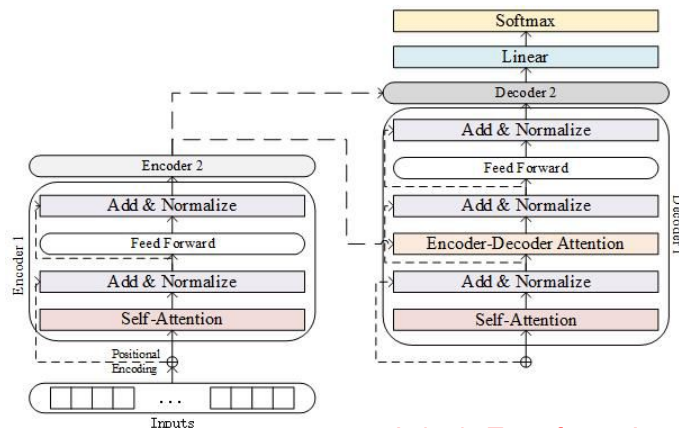 Softmax
Linear
Decoder 2
Add & Normalize
Feed Forward
Add & Normalize
Encoder-Decoder Attention
Add & Normalize
Self-Attention
Decoder 1
Encoder 2
Add & Normalize
Feed Forward
Add & Normalize
Self-Attention
Encoder 1
Positional
Encoding
...
Inputs